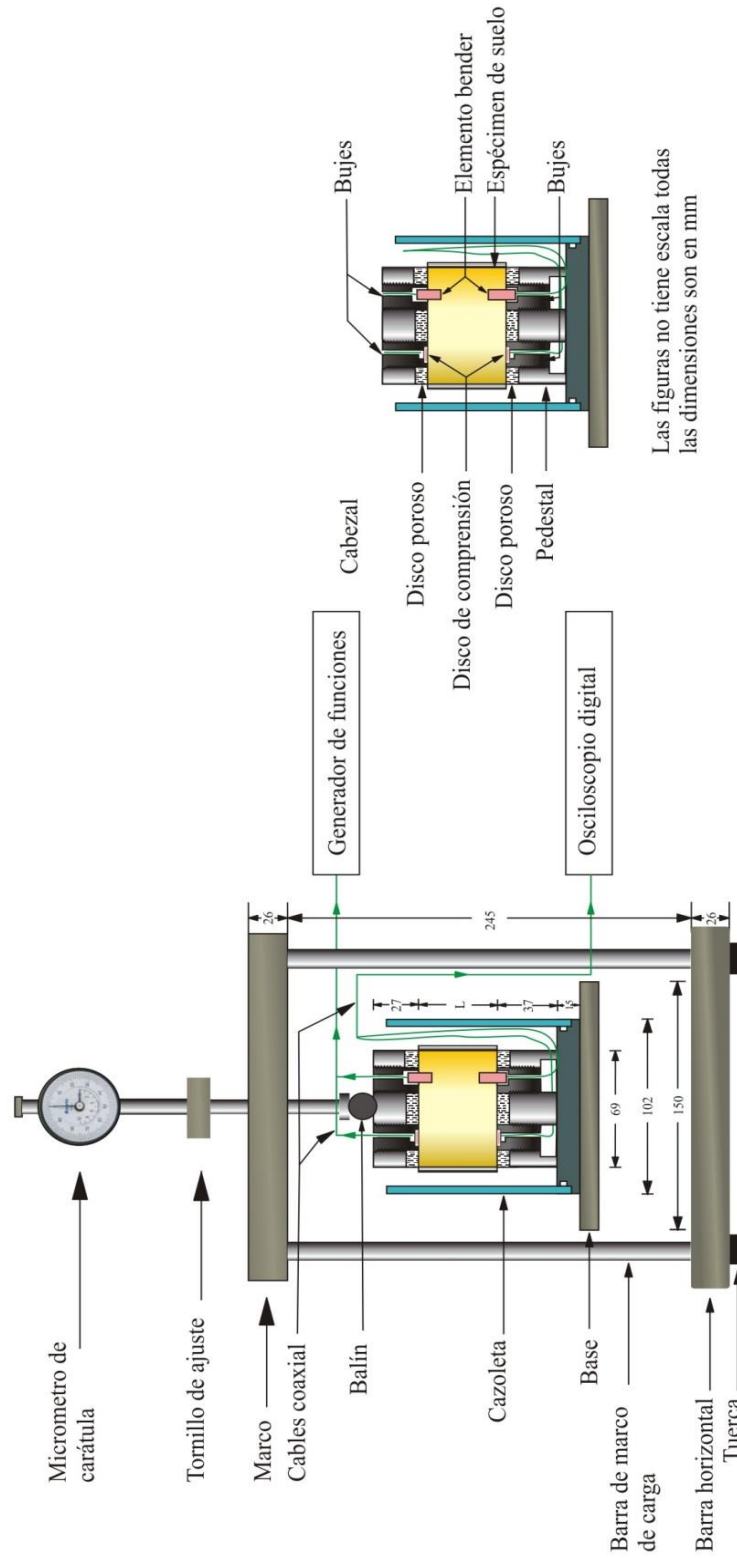 Micrometro de
carátula
Tornillo de ajuste
Marco
Cables coaxial
Balín
Cazoleta
Base
Barra de marco
de carga
Barra horizontal
Tuerca
Generador de funciones
Osciloscopio digital
26
245
26
27
L
37
15
69
102
150
Cabezal
Disco poroso
Disco de comprensión
Disco poroso
Pedestal
Bujes
Elemento bender
Espécimen de suelo
Bujes
Las figuras no tiene escala todas
las dimensiones son en mm